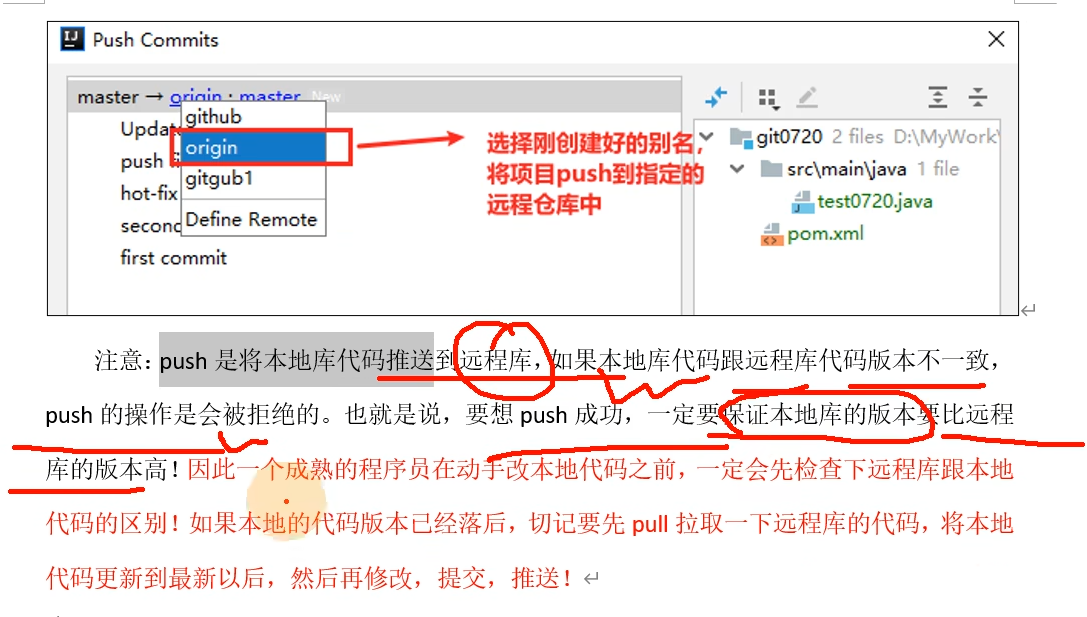 Push Commits
master → origin : master New
github
Updat
origin
push fi
gitgub1
hot-fix
Define Remote
second
first commit
选择刚创建好的别名，
将项目push到指定的
远程仓库中
git0720 2 files D:\MyWork\
src\main\java 1 file
test0720.java
pom.xml
注意：push 是将本地库代码推送到远程库，如果本地库代码跟远程库代码版本不一致，
push 的操作是会被拒绝的。也就是说，要想 push 成功，一定要保证本地库的版本要比远程
库的版本高！因此一个成熟的程序员在动手改本地代码之前，一定会先检查下远程库跟本地
代码的区别！如果本地的代码版本已经落后，切记要先 pull 拉取一下远程库的代码，将本地
代码更新到最新以后，然后再修改，提交，推送！